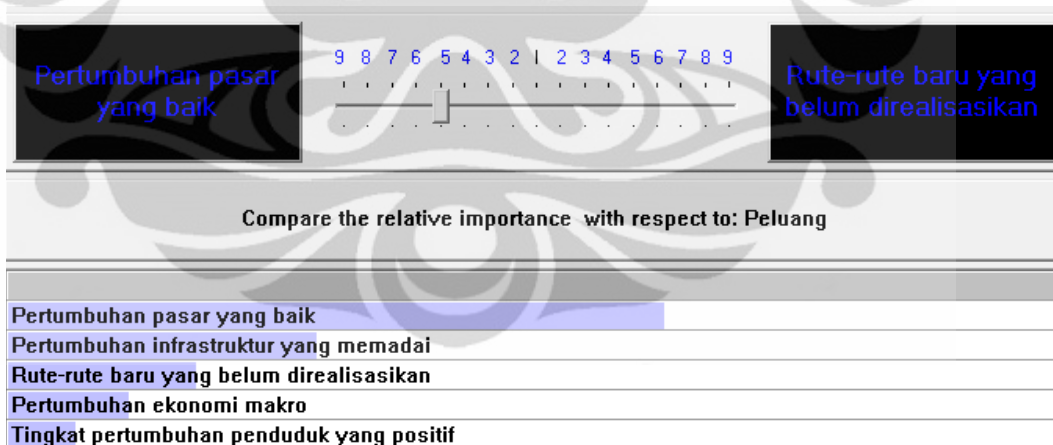 Pertumbuhan pasar
yang baik
9 8 7 6 5 4 3 2 | 2 3 4 5 6 7 8 9
Rute-rute baru yang
belum direalisasikan
Compare the relative importance with respect to: Peluang
Pertumbuhan pasar yang baik
Pertumbuhan infrastruktur yang memadai
Rute-rute baru yang belum direalisasikan
Pertumbuhan ekonomi makro
Tingkat pertumbuhan penduduk yang positif